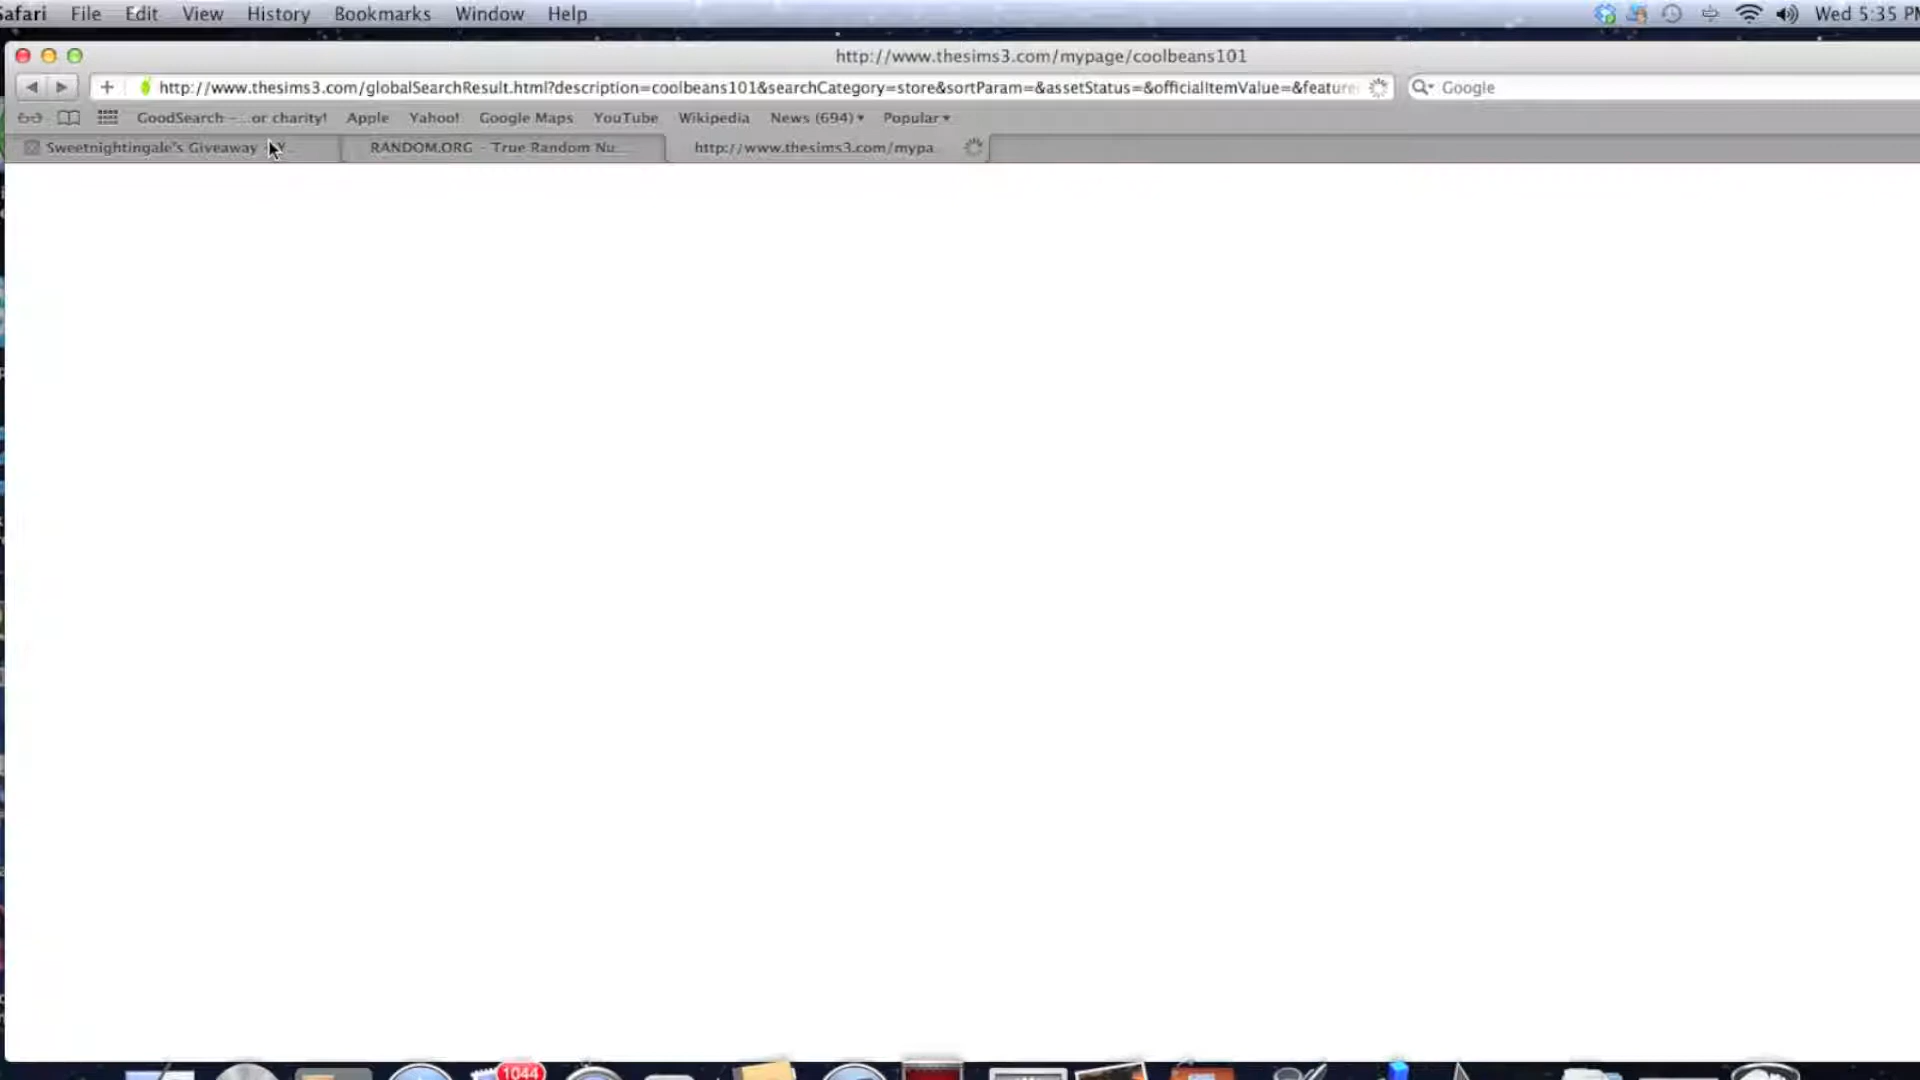 Safari File Edit View History Bookmarks Window Help Wed 5:35 PM
http://www.thesims3.com/mypage/coolbeans101
http://www.thesims3.com/globalSearchResult.html?description=coolbeans101&searchCategory=store&sortParam=&assetStatus=&officialItemValue=&feature Google
GoodSearch – ...or charity! Apple Yahoo! Google Maps YouTube Wikipedia News (694) Popular
Sweetnightingale's Giveaway - Y... RANDOM.ORG – True Random Nu... http://www.thesims3.com/mypa...
1044